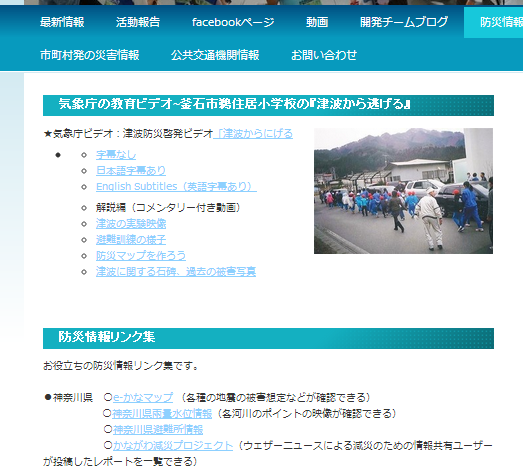 最新情報 活動報告 facebookページ 動画 開発チームブログ 防災情報
市町村発の災害情報 公共交通機関情報 お問い合わせ
気象庁の教育ビデオ~釜石市鵜住居小学校の『津波から逃げる』
★気象庁ビデオ：津波防災啓発ビデオ「津波からにげる
字幕なし
日本語字幕あり
English Subtitles（英語字幕あり）
解説編（コメンタリー付き動画）
津波の実験映像
避難訓練の様子
防災マップを作ろう
津波に関する石碑、過去の被害写真
防災情報リンク集
お役立ちの防災情報リンク集です。
●神奈川県 ○e-かなマップ （各種の地震の被害想定などが確認できる）
○神奈川県雨量水位情報（各河川のポイントの映像が確認できる）
○神奈川県避難所情報
○かながわ減災プロジェクト（ウェザーニュースによる減災のための情報共有ユーザー
が投稿したレポートを一覧できる）